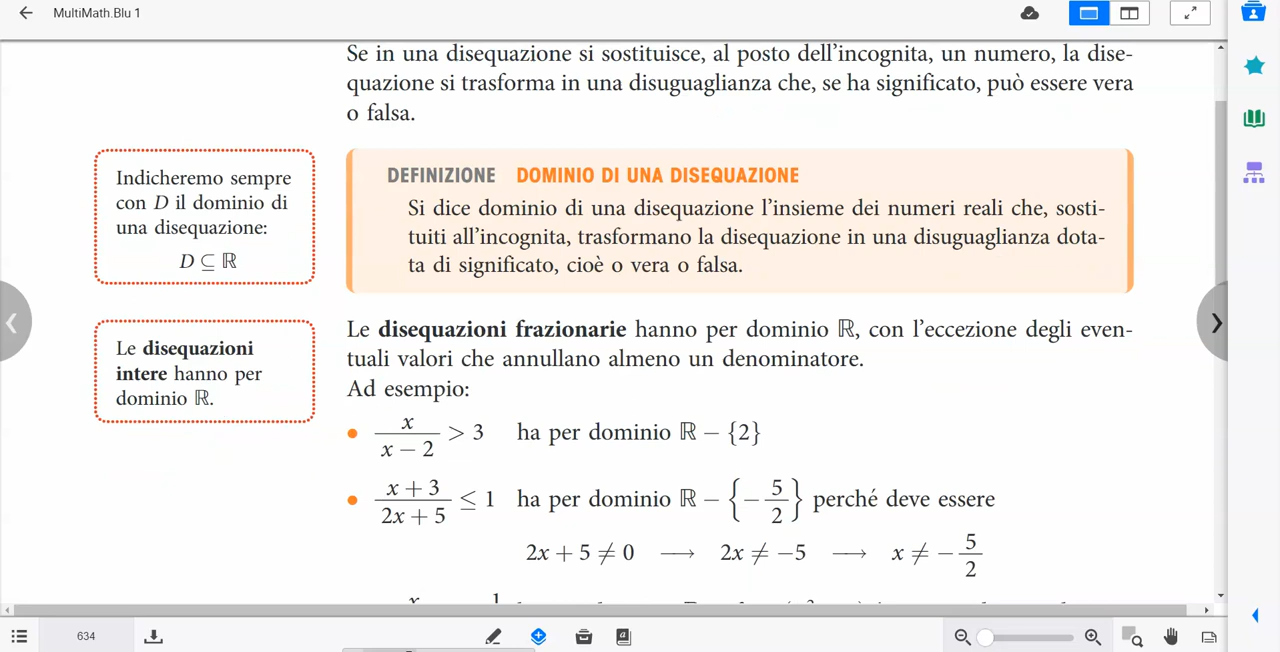 MultiMath.Blu 1
Se in una disequazione si sostituisce, al posto dell'incognita, un numero, la dise-
quazione si trasforma in una disuguaglianza che, se ha significato, può essere vera
o falsa.
Indicheremo sempre
con D il dominio di
una disequazione:
D ⊆ ℝ
DEFINIZIONE DOMINIO DI UNA DISEQUAZIONE
Si dice dominio di una disequazione l'insieme dei numeri reali che, sosti-
tuiti all'incognita, trasformano la disequazione in una disuguaglianza dota-
ta di significato, cioè o vera o falsa.
Le disequazioni
intere hanno per
dominio ℝ.
Le disequazioni frazionarie hanno per dominio ℝ, con l'eccezione degli even-
tuali valori che annullano almeno un denominatore.
Ad esempio:
• x/(x − 2) > 3 ha per dominio ℝ − {2}
• (x + 3)/(2x + 5) ≤ 1 ha per dominio ℝ − {−5/2} perché deve essere
2x + 5 ≠ 0 ⟶ 2x ≠ −5 ⟶ x ≠ −5/2
634